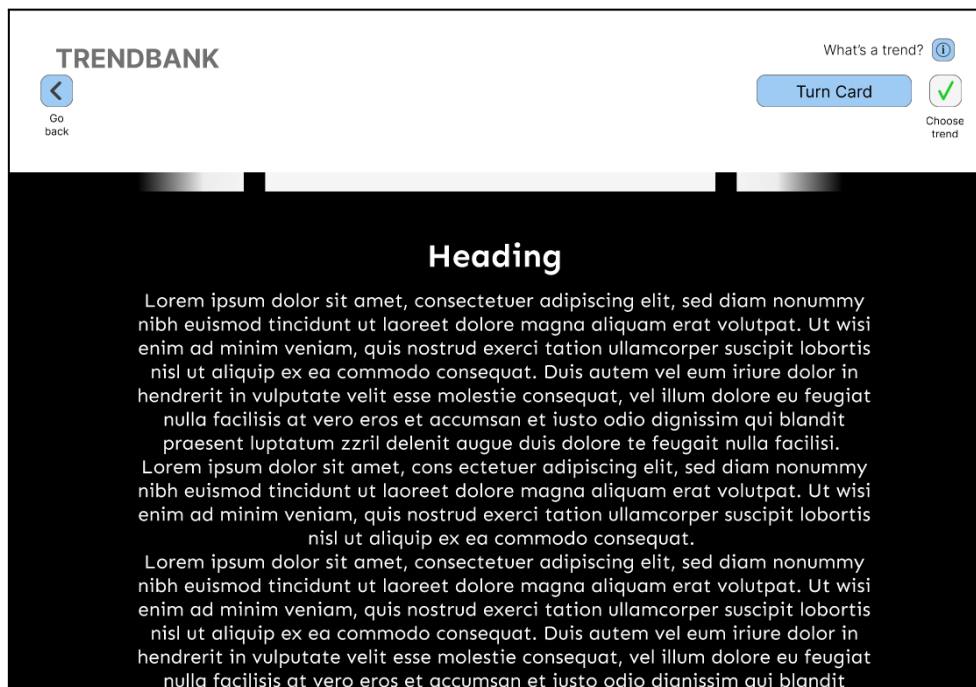 TRENDBANK
What's a trend?
Go
back
Turn Card
Choose
trend
Heading
Lorem ipsum dolor sit amet, consectetuer adipiscing elit, sed diam nonummy
nibh euismod tincidunt ut laoreet dolore magna aliquam erat volutpat. Ut wisi
enim ad minim veniam, quis nostrud exerci tation ullamcorper suscipit lobortis
nisl ut aliquip ex ea commodo consequat. Duis autem vel eum iriure dolor in
hendrerit in vulputate velit esse molestie consequat, vel illum dolore eu feugiat
nulla facilisis at vero eros et accumsan et iusto odio dignissim qui blandit
praesent luptatum zzril delenit augue duis dolore te feugait nulla facilisi.
Lorem ipsum dolor sit amet, cons ectetuer adipiscing elit, sed diam nonummy
nibh euismod tincidunt ut laoreet dolore magna aliquam erat volutpat. Ut wisi
enim ad minim veniam, quis nostrud exerci tation ullamcorper suscipit lobortis
nisl ut aliquip ex ea commodo consequat.
Lorem ipsum dolor sit amet, consectetuer adipiscing elit, sed diam nonummy
nibh euismod tincidunt ut laoreet dolore magna aliquam erat volutpat. Ut wisi
enim ad minim veniam, quis nostrud exerci tation ullamcorper suscipit lobortis
nisl ut aliquip ex ea commodo consequat. Duis autem vel eum iriure dolor in
hendrerit in vulputate velit esse molestie consequat, vel illum dolore eu feugiat
nulla facilisis at vero eros et accumsan et iusto odio dignissim qui blandit